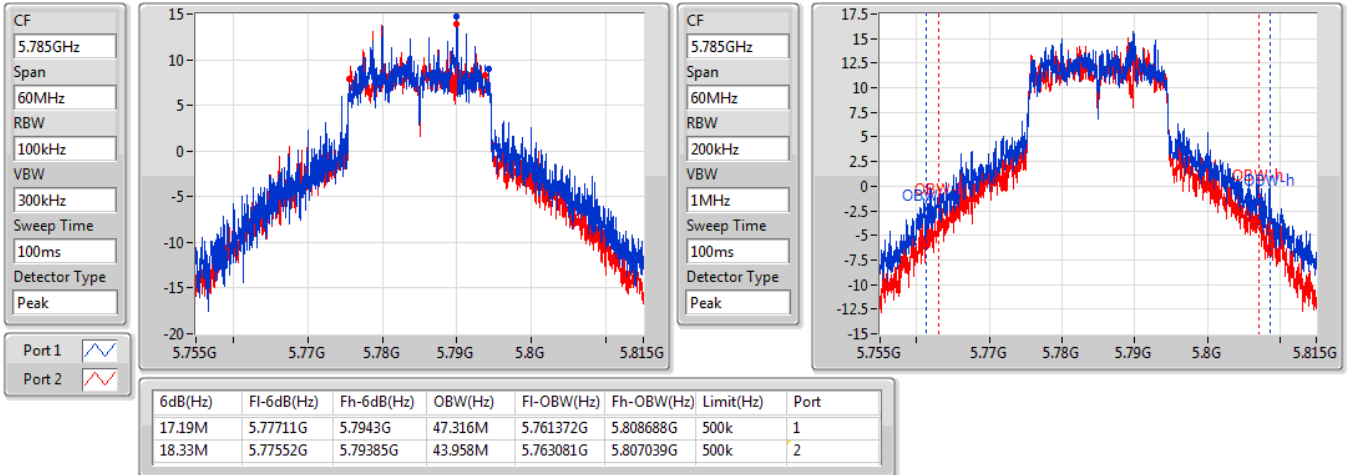 CF
5.785GHz
Span
60MHz
RBW
100kHz
VBW
300kHz
Sweep Time
100ms
Detector Type
Peak
Port 1
Port 2
15
10
5
0
-5
-10
-15
-20
5.755G 5.77G 5.78G 5.79G 5.8G 5.815G
CF
5.785GHz
Span
60MHz
RBW
200kHz
VBW
1MHz
Sweep Time
100ms
Detector Type
Peak
17.5
15
12.5
10
7.5
5
2.5
0
-2.5
-5
-7.5
-10
-12.5
-15
OBW-h
OBW-h
5.755G 5.77G 5.78G 5.79G 5.8G 5.815G
6dB(Hz) Fl-6dB(Hz) Fh-6dB(Hz) OBW(Hz) Fl-OBW(Hz) Fh-OBW(Hz) Limit(Hz) Port
17.19M 5.77711G 5.7943G 47.316M 5.761372G 5.808688G 500k 1
18.33M 5.77552G 5.79385G 43.958M 5.763081G 5.807039G 500k 2